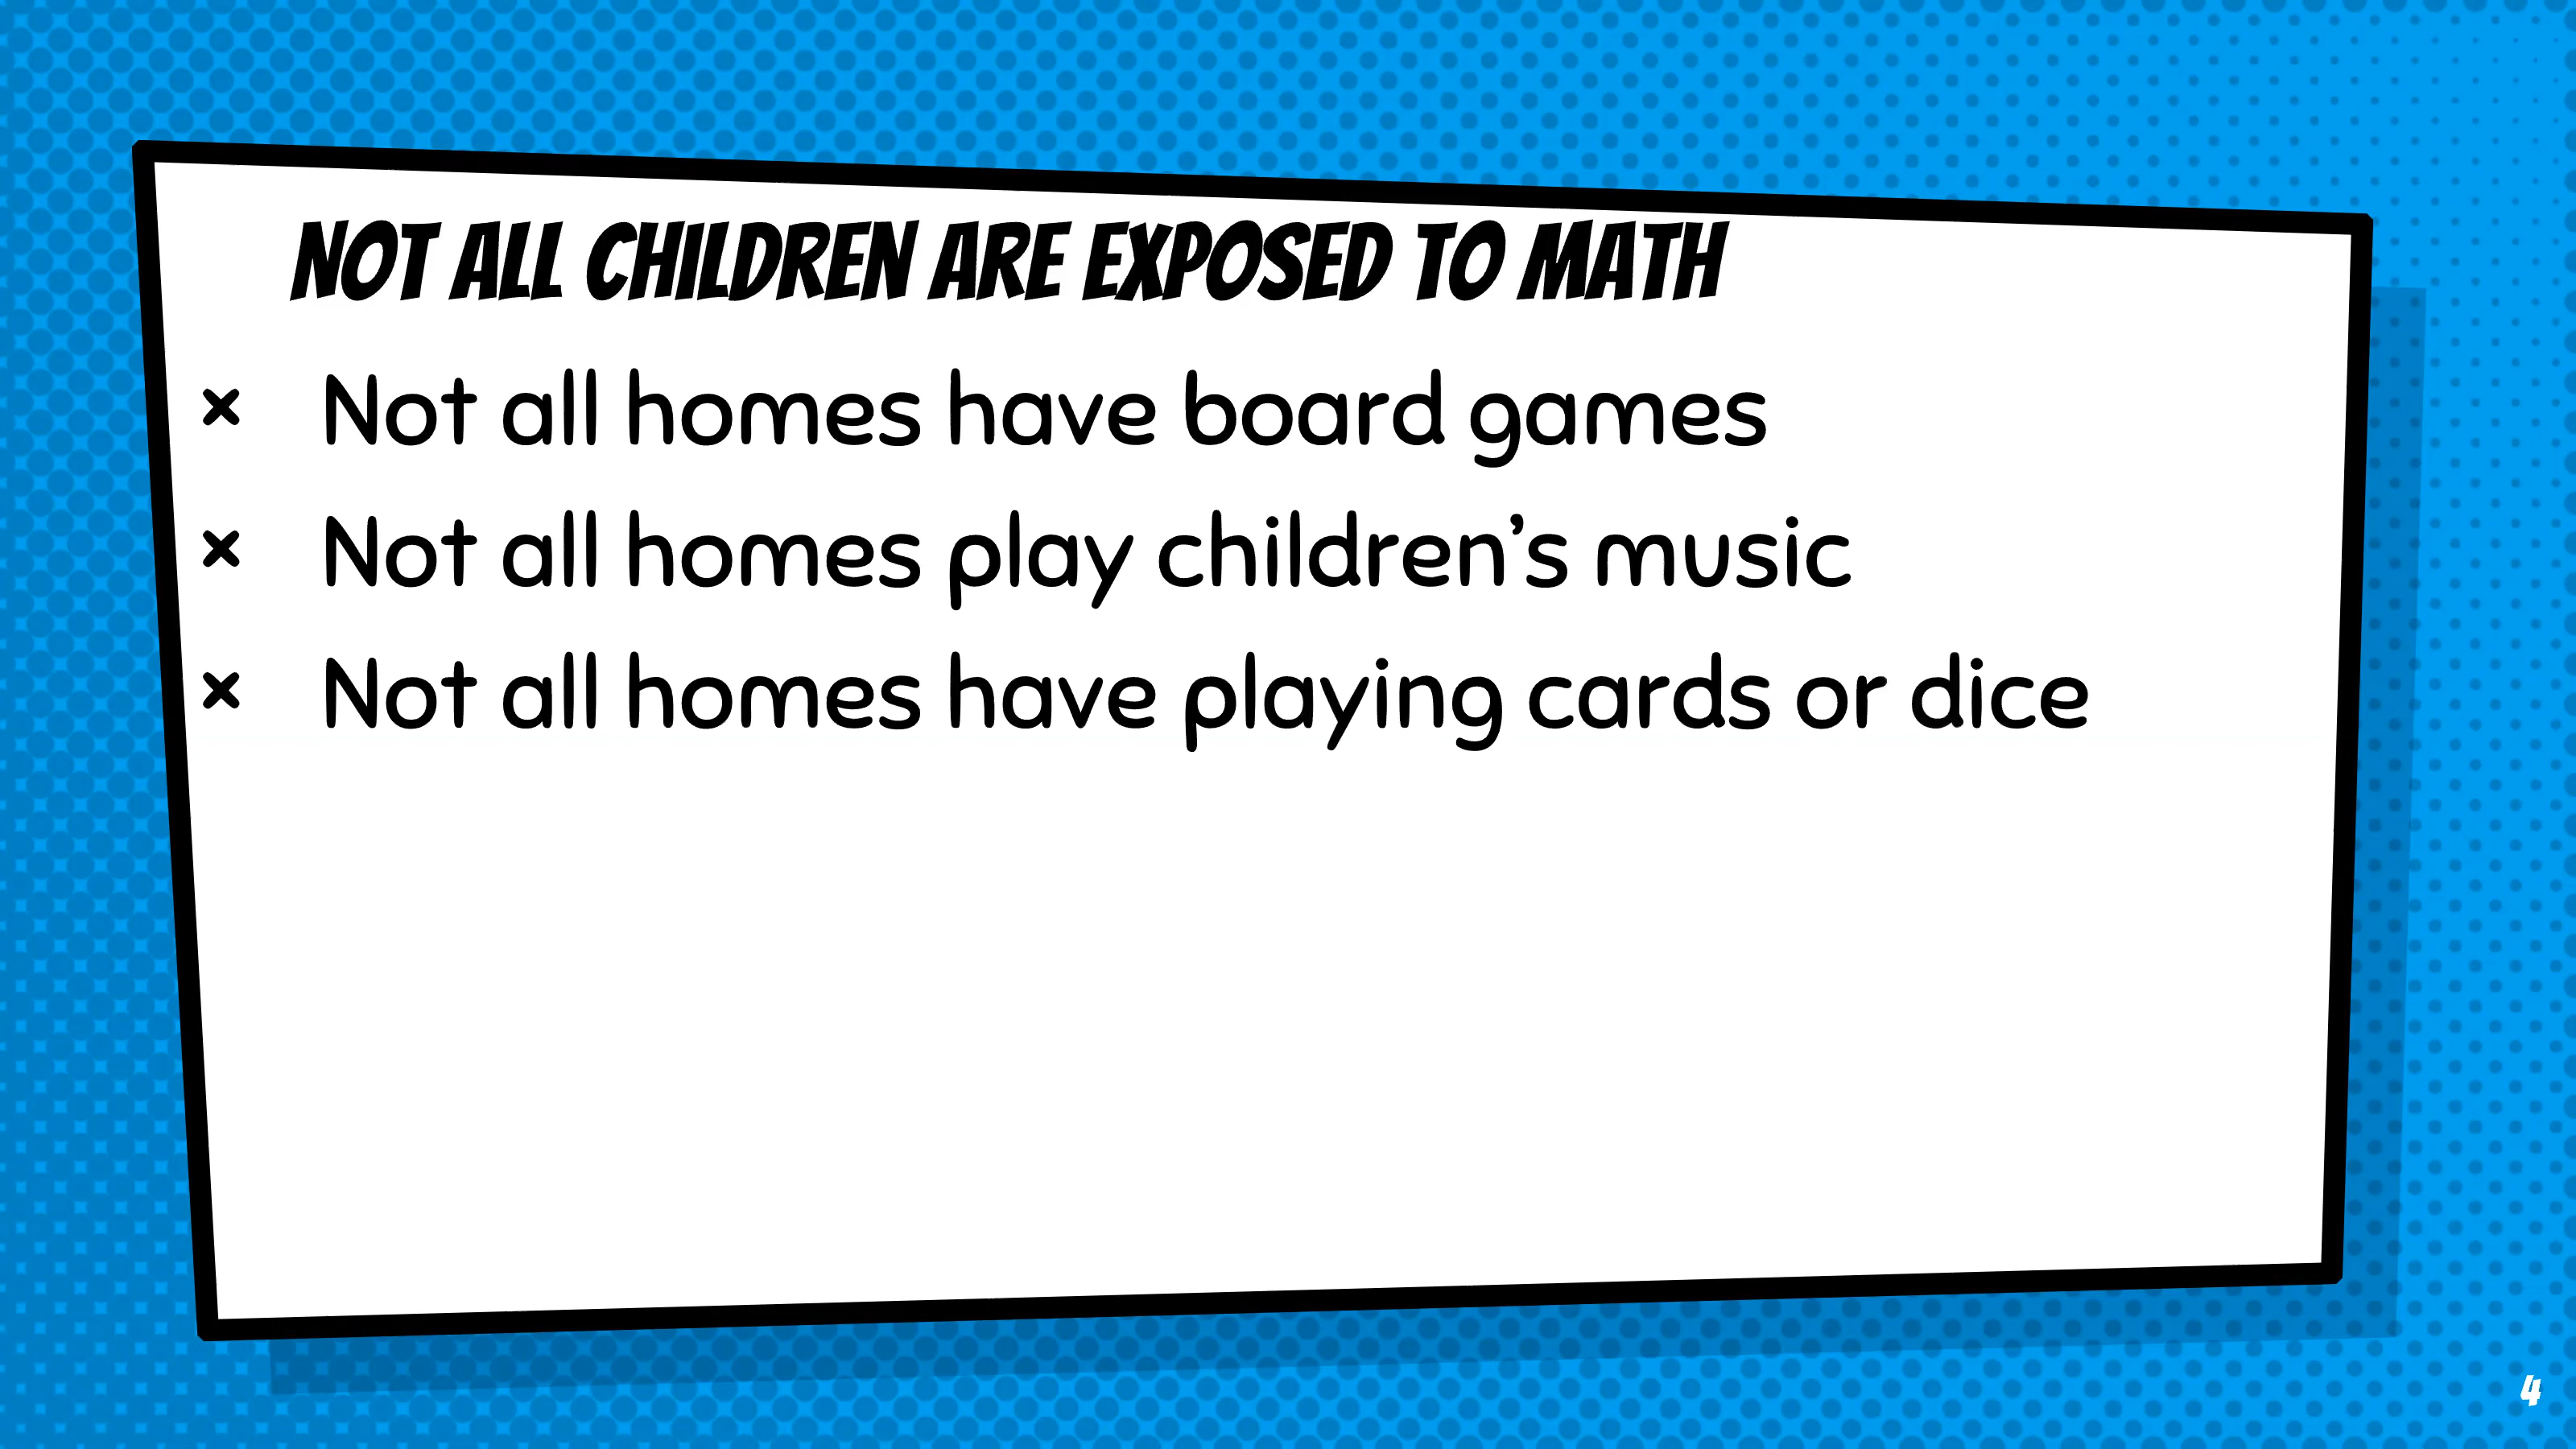 NOT ALL CHILDREN ARE EXPOSED TO MATH
× Not all homes have board games
× Not all homes play children’s music
× Not all homes have playing cards or dice
4